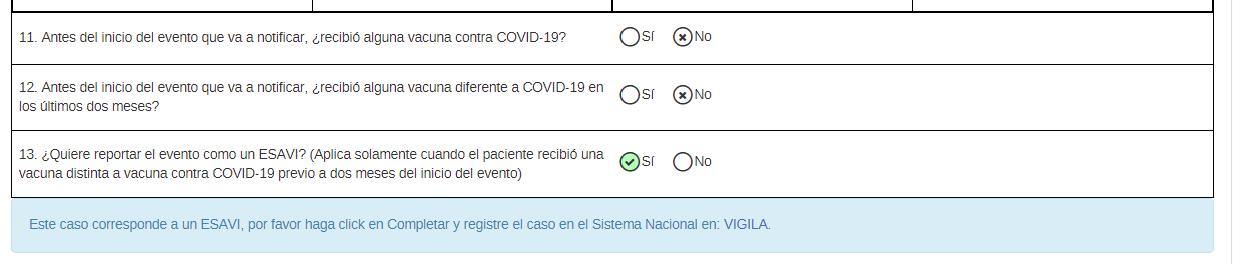 11. Antes del inicio del evento que va a notificar, ¿recibió alguna vacuna contra COVID-19? Sí No
12. Antes del inicio del evento que va a notificar, ¿recibió alguna vacuna diferente a COVID-19 en
los últimos dos meses? Sí No
13. ¿Quiere reportar el evento como un ESAVI? (Aplica solamente cuando el paciente recibió una
vacuna distinta a vacuna contra COVID-19 previo a dos meses del inicio del evento) Sí No
Este caso corresponde a un ESAVI, por favor haga click en Completar y registre el caso en el Sistema Nacional en: VIGILA.